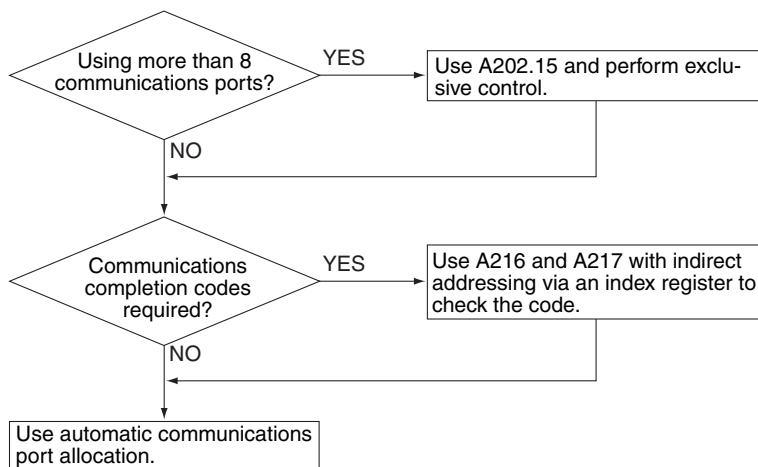 Using more than 8
communications ports?
YES
Use A202.15 and perform exclu-
sive control.
NO
Communications
completion codes
required?
YES
Use A216 and A217 with indirect
addressing via an index register to
check the code.
NO
Use automatic communications
port allocation.